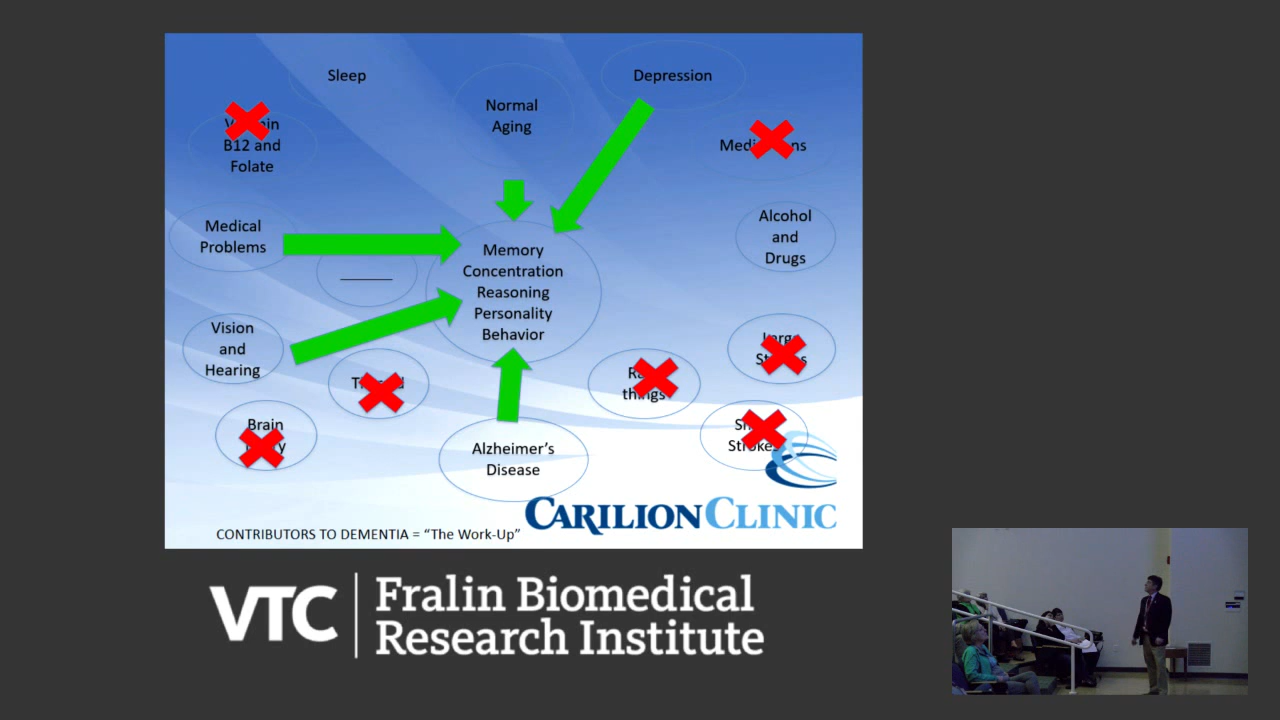 Sleep
Depression
Normal
Aging
B12 and
Folate
Medical
Problems
Alcohol
and
Drugs
Memory
Concentration
Reasoning
Personality
Behavior
Vision
and
Hearing
things
Brain
Alzheimer's
Disease
CARILION CLINIC
CONTRIBUTORS TO DEMENTIA = “The Work-Up”
VTC
Fralin Biomedical
Research Institute